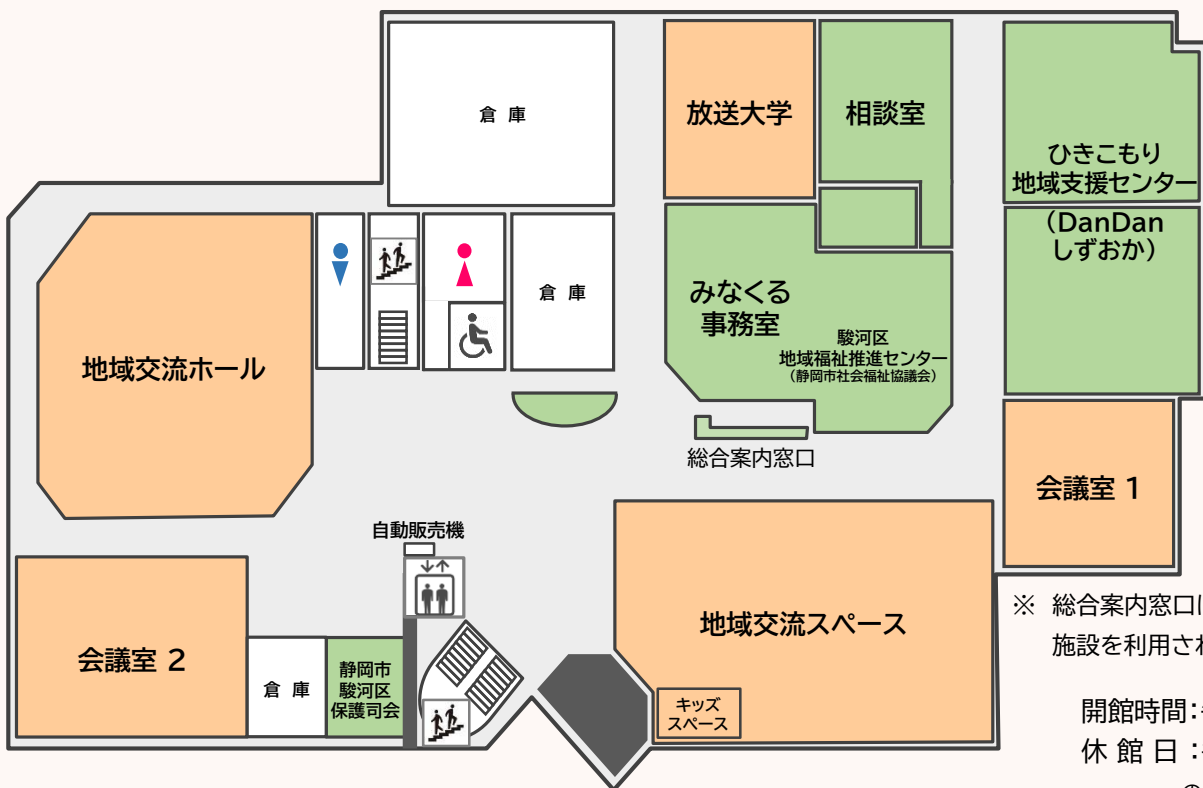 倉 庫
放送大学
相談室
ひきこもり
地域支援センター
(DanDan
しずおか)
倉 庫
みなくる
事務室
駿河区
地域福祉推進センター
(静岡市社会福祉協議会)
地域交流ホール
総合案内窓口
会議室 1
自動販売機
地域交流スペース
キッズ
スペース
会議室 2
倉 庫
静岡市
駿河区
保護司会
※ 総合案内窓口
施設を利用さ
開館時間:
休 館 日 :